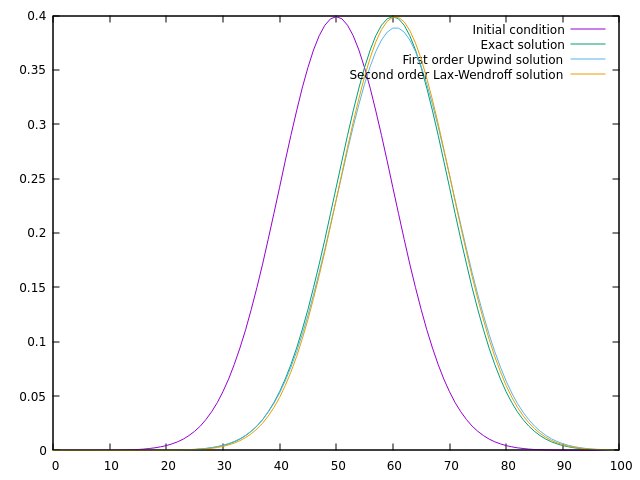 0.4
Initial condition
Exact solution
First order Upwind solution
Second order Lax-Wendroff solution
0.35
0.3
0.25
0.2
0.15
0.1
0.05
0
0 10 20 30 40 50 60 70 80 90 100